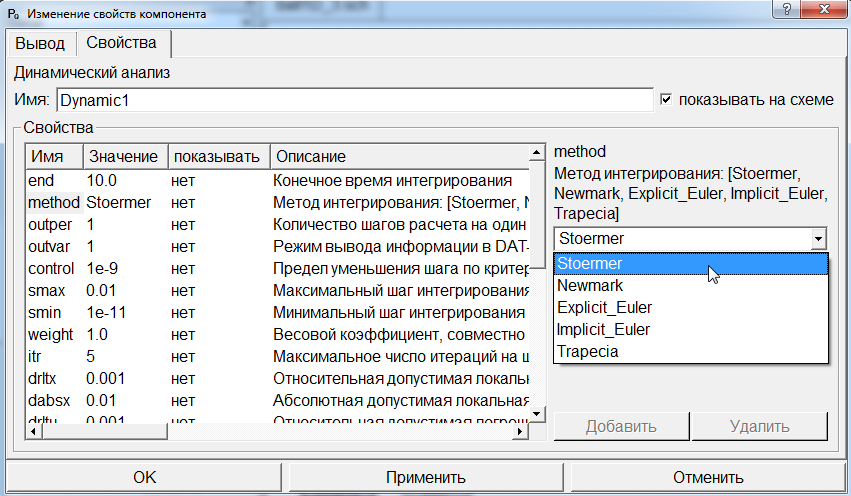 Изменение свойств компонента
Вывод Свойства
Динамический анализ
Имя: Dynamic1 показывать на схеме
Свойства
Имя Значение показывать Описание
end 10.0 нет Конечное время интегрирования
method Stoermer нет Метод интегрирования: [Stoermer, N
outper 1 нет Количество шагов расчета на один
outvar 1 нет Режим вывода информации в DAT-
control 1e-9 нет Предел уменьшения шага по критер
smax 0.01 нет Максимальный шаг интегрирования
smin 1e-11 нет Минимальный шаг интегрирования
weight 1.0 нет Весовой коэффициент, совместно
itr 5 нет Максимальное число итераций на ш
drltx 0.001 нет Относительная допустимая локальн
dabsx 0.01 нет Абсолютная допустимая локальная
drltu 0.001 нет Относительная допустимая погреш
method
Метод интегрирования: [Stoermer,
Newmark, Explicit_Euler, Implicit_Euler,
Trapecia]
Stoermer
Stoermer
Newmark
Explicit_Euler
Implicit_Euler
Trapecia
Добавить Удалить
OK Применить Отменить